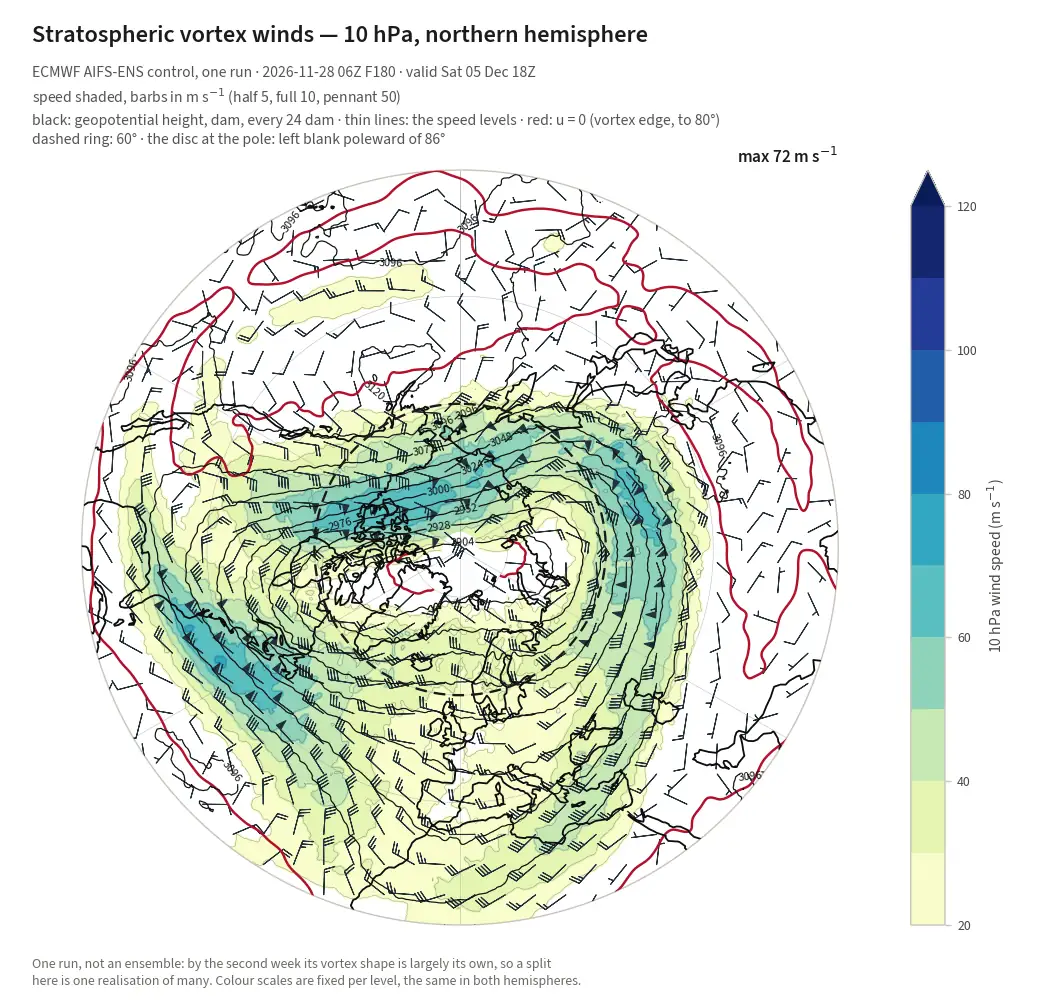 Stratospheric vortex winds — 10 hPa, northern hemisphere
ECMWF AIFS-ENS control, one run · 2026-11-28 06Z F180 · valid Sat 05 Dec 18Z
speed shaded, barbs in m s⁻¹ (half 5, full 10, pennant 50)
black: geopotential height, dam, every 24 dam · thin lines: the speed levels · red: u = 0 (vortex edge, to 80°)
dashed ring: 60° · the disc at the pole: left blank poleward of 86°
max 72 m s⁻¹
120
100
80
60
40
20
10 hPa wind speed (m s⁻¹)
3096
3096
3096
3096
3120
3096
3072
3048
3024
3096
3000
2976
2952
2928
2904
3096
3096
One run, not an ensemble: by the second week its vortex shape is largely its own, so a split
here is one realisation of many. Colour scales are fixed per level, the same in both hemispheres.